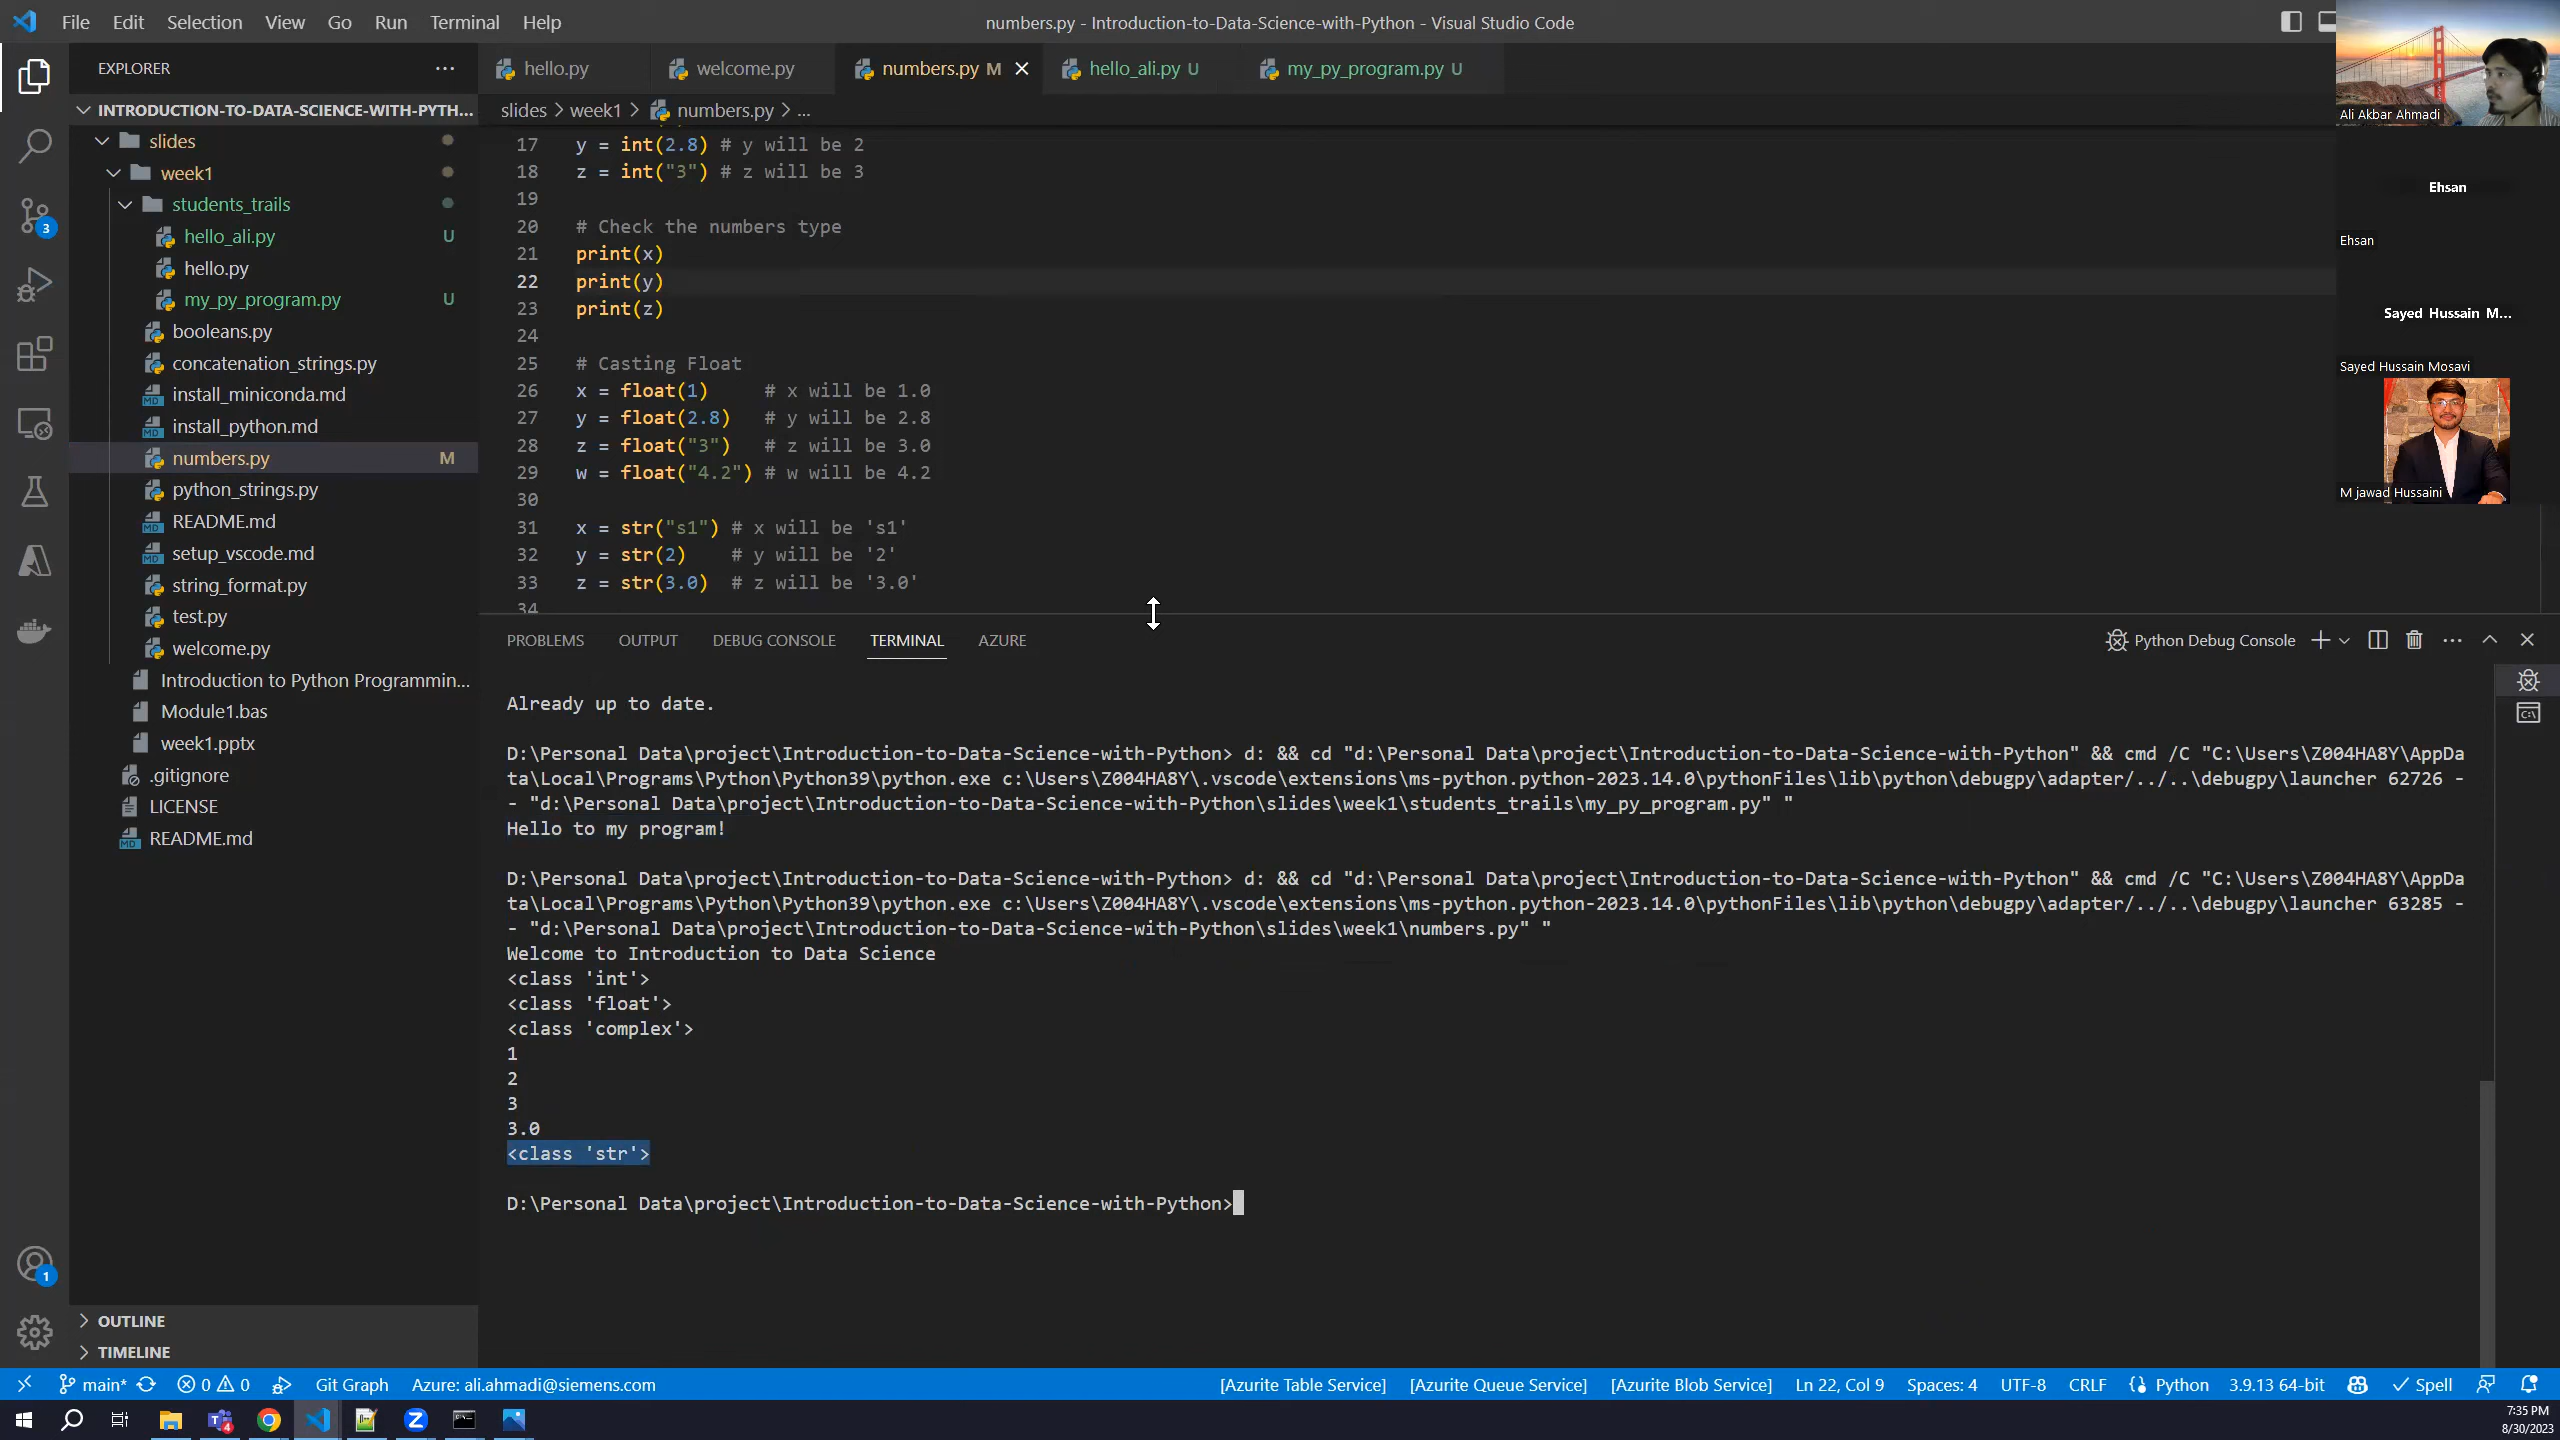 File Edit Selection View Go Run Terminal Help
numbers.py - Introduction-to-Data-Science-with-Python - Visual Studio Code
EXPLORER
INTRODUCTION-TO-DATA-SCIENCE-WITH-PYTH...
slides
week1
students_trails
hello_ali.py U
hello.py
my_py_program.py U
booleans.py
concatenation_strings.py
install_miniconda.md
install_python.md
numbers.py M
python_strings.py
README.md
setup_vscode.md
string_format.py
test.py
welcome.py
Introduction to Python Programmin...
Module1.bas
week1.pptx
.gitignore
LICENSE
README.md
OUTLINE
TIMELINE
3
1
hello.py welcome.py numbers.py M hello_ali.py U my_py_program.py U
slides > week1 > numbers.py > ...
17 y = int(2.8) # y will be 2
18 z = int("3") # z will be 3
19
20 # Check the numbers type
21 print(x)
22 print(y)
23 print(z)
24
25 # Casting Float
26 x = float(1) # x will be 1.0
27 y = float(2.8) # y will be 2.8
28 z = float("3") # z will be 3.0
29 w = float("4.2") # w will be 4.2
30
31 x = str("s1") # x will be 's1'
32 y = str(2) # y will be '2'
33 z = str(3.0) # z will be '3.0'
34
Ali Akbar Ahmadi
Ehsan
Ehsan
Sayed Hussain M...
Sayed Hussain Mosavi
M jawad Hussaini
PROBLEMS OUTPUT DEBUG CONSOLE TERMINAL AZURE
Python Debug Console
Already up to date.
D:\Personal Data\project\Introduction-to-Data-Science-with-Python> d: && cd "d:\Personal Data\project\Introduction-to-Data-Science-with-Python" && cmd /C "C:\Users\Z004HA8Y\AppDa
ta\Local\Programs\Python\Python39\python.exe c:\Users\Z004HA8Y\.vscode\extensions\ms-python.python-2023.14.0\pythonFiles\lib\python\debugpy\adapter/../..\debugpy\launcher 62726 -
- "d:\Personal Data\project\Introduction-to-Data-Science-with-Python\slides\week1\students_trails\my_py_program.py" "
Hello to my program!
D:\Personal Data\project\Introduction-to-Data-Science-with-Python> d: && cd "d:\Personal Data\project\Introduction-to-Data-Science-with-Python" && cmd /C "C:\Users\Z004HA8Y\AppDa
ta\Local\Programs\Python\Python39\python.exe c:\Users\Z004HA8Y\.vscode\extensions\ms-python.python-2023.14.0\pythonFiles\lib\python\debugpy\adapter/../..\debugpy\launcher 63285 -
- "d:\Personal Data\project\Introduction-to-Data-Science-with-Python\slides\week1\numbers.py" "
Welcome to Introduction to Data Science
<class 'int'>
<class 'float'>
<class 'complex'>
1
2
3
3.0
<class 'str'>
D:\Personal Data\project\Introduction-to-Data-Science-with-Python>
main* 0 0 Git Graph Azure: ali.ahmadi@siemens.com [Azurite Table Service] [Azurite Queue Service] [Azurite Blob Service] Ln 22, Col 9 Spaces: 4 UTF-8 CRLF Python 3.9.13 64-bit Spell
7:35 PM
8/30/2023